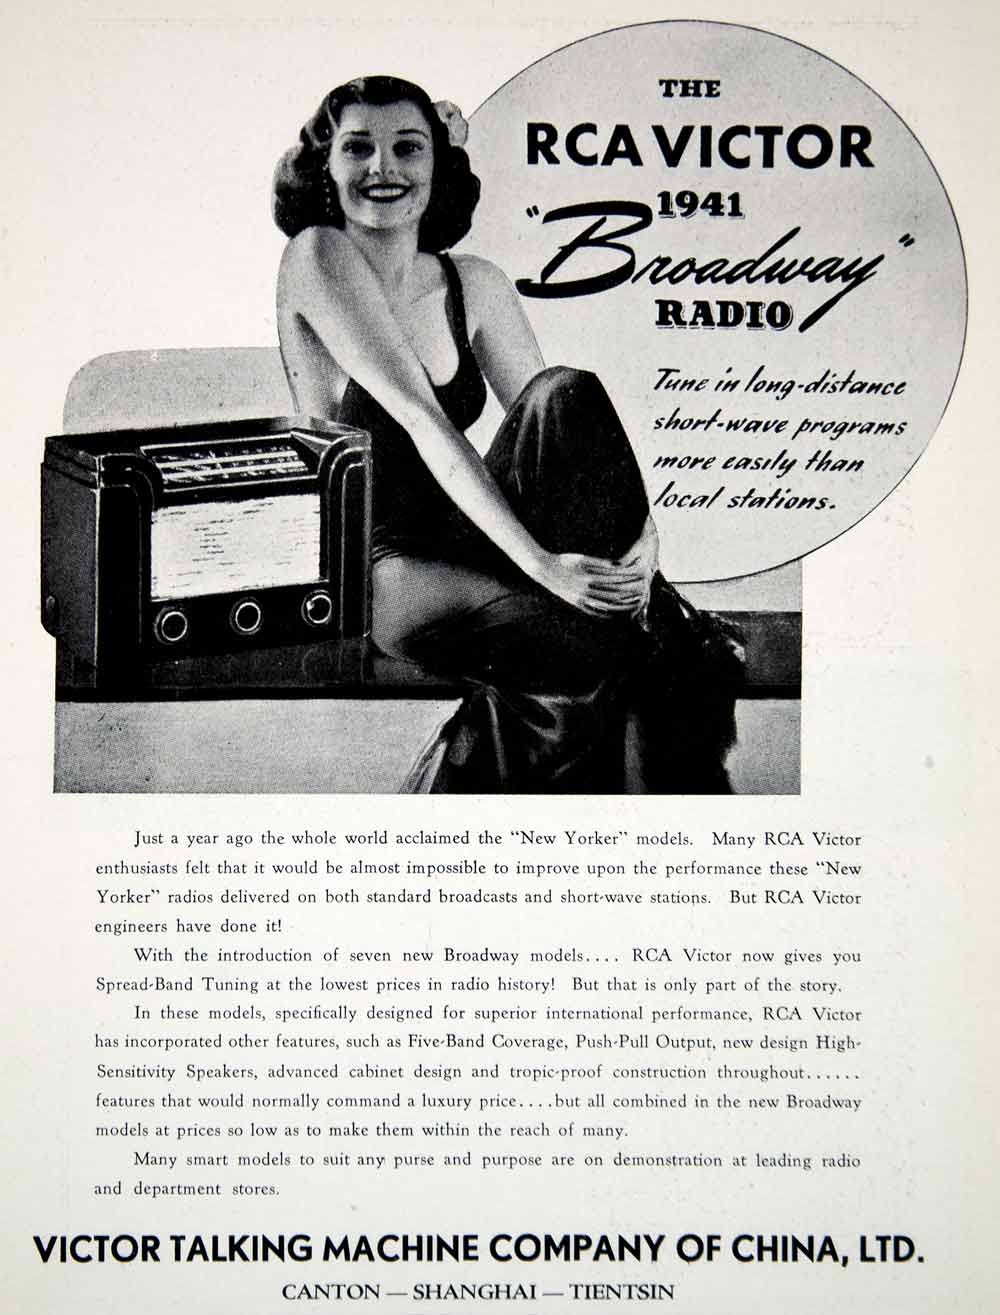 THE
RCA VICTOR
1941
"Broadway"
RADIO
Tune in long-distance
short-wave programs
more easily than
local stations.
Just a year ago the whole world acclaimed the "New Yorker" models. Many RCA Victor
enthusiasts felt that it would be almost impossible to improve upon the performance these "New
Yorker" radios delivered on both standard broadcasts and short-wave stations. But RCA Victor
engineers have done it!
With the introduction of seven new Broadway models.... RCA Victor now gives you
Spread-Band Tuning at the lowest prices in radio history! But that is only part of the story.
In these models, specifically designed for superior international performance, RCA Victor
has incorporated other features, such as Five-Band Coverage, Push-Pull Output, new design High-
Sensitivity Speakers, advanced cabinet design and tropic-proof construction throughout......
features that would normally command a luxury price....but all combined in the new Broadway
models at prices so low as to make them within the reach of many.
Many smart models to suit any purse and purpose are on demonstration at leading radio
and department stores.
VICTOR TALKING MACHINE COMPANY OF CHINA, LTD.
CANTON — SHANGHAI — TIENTSIN